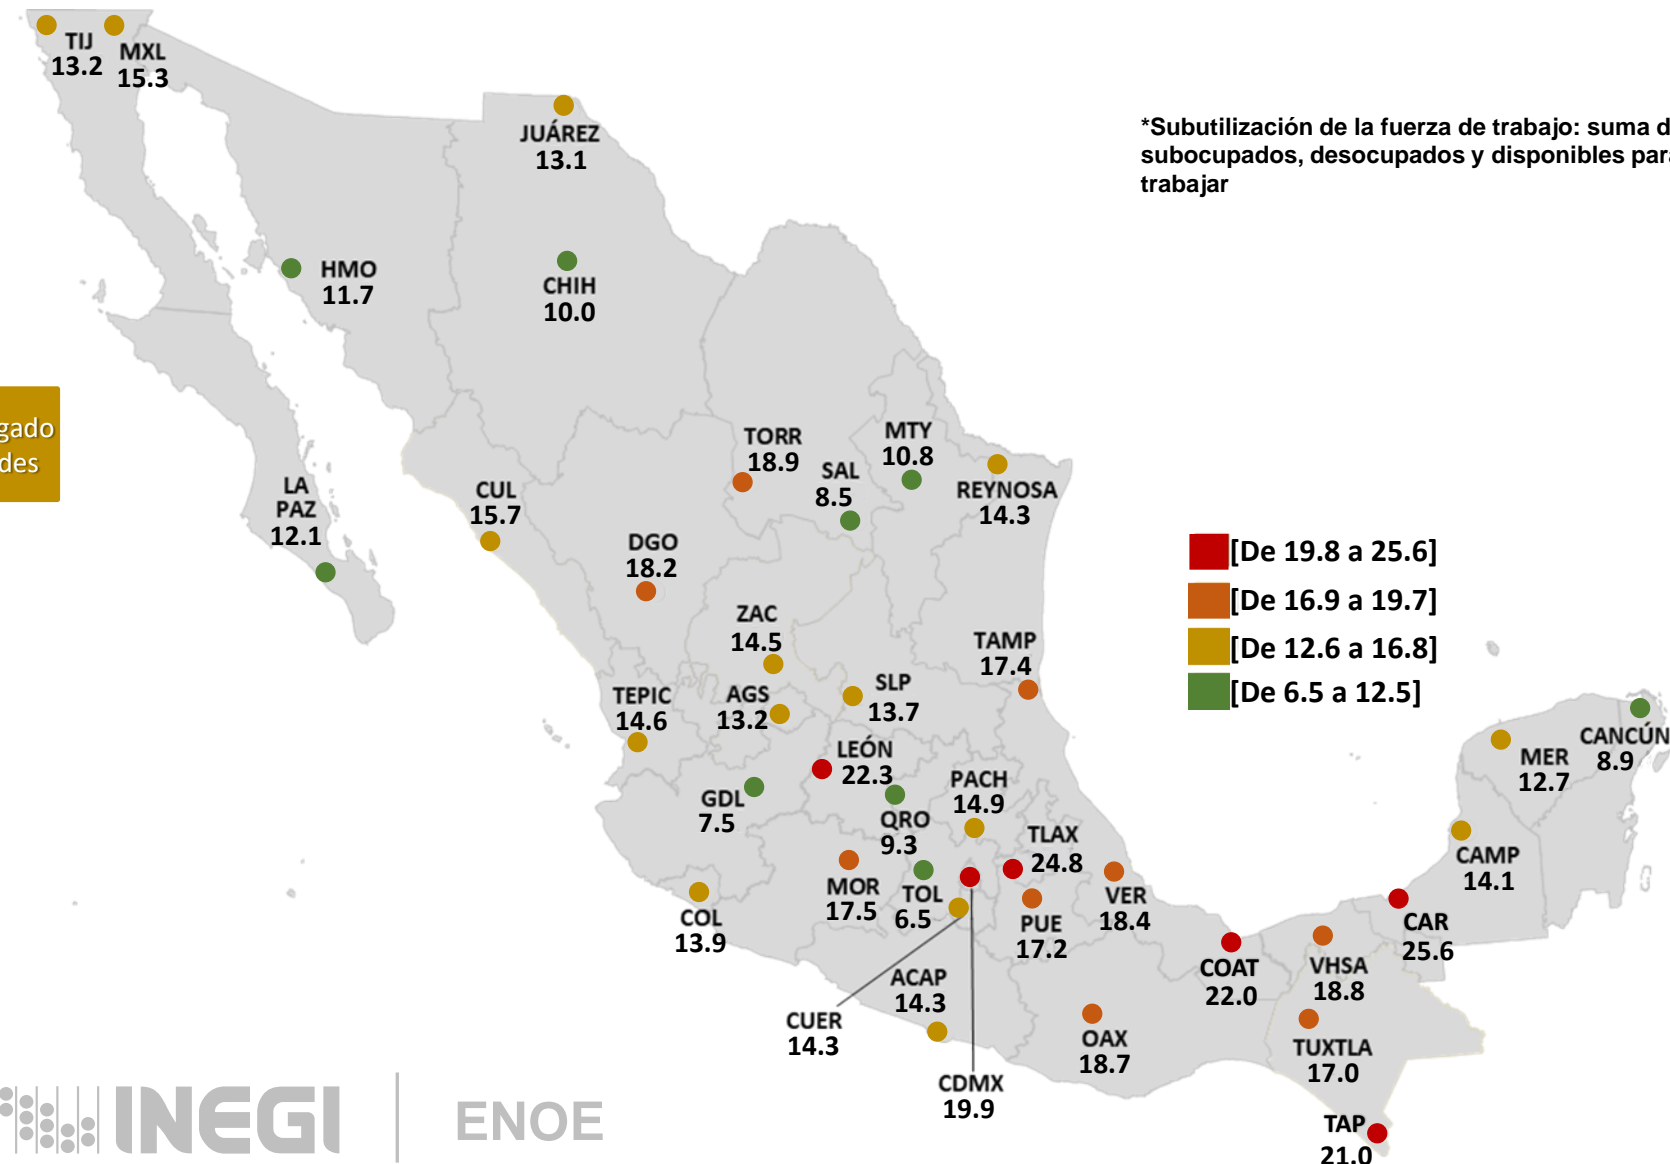 TIJ
13.2
MXL
15.3
JUÁREZ
13.1
*Subutilización de la fuerza de trabajo: suma
subocupados, desocupados y disponibles
trabajar
HMO
11.7
CHIH
10.0
LA
PAZ
12.1
CUL
15.7
TORR
18.9
SAL
8.5
MTY
10.8
REYNOSA
14.3
DGO
18.2
ZAC
14.5
TAMP
17.4
[De 19.8 a 25.6]
[De 16.9 a 19.7]
[De 12.6 a 16.8]
[De 6.5 a 12.5]
TEPIC
14.6
AGS
13.2
SLP
13.7
LEÓN
22.3
GDL
7.5
QRO
9.3
PACH
14.9
TLAX
24.8
MER
12.7
CANCÚN
8.9
COL
13.9
MOR
17.5
TOL
6.5
PUE
17.2
VER
18.4
CAMP
14.1
CAR
25.6
COAT
22.0
VHSA
18.8
ACAP
14.3
CUER
14.3
CDMX
19.9
OAX
18.7
TUXTLA
17.0
TAP
21.0
INEGI
ENOE